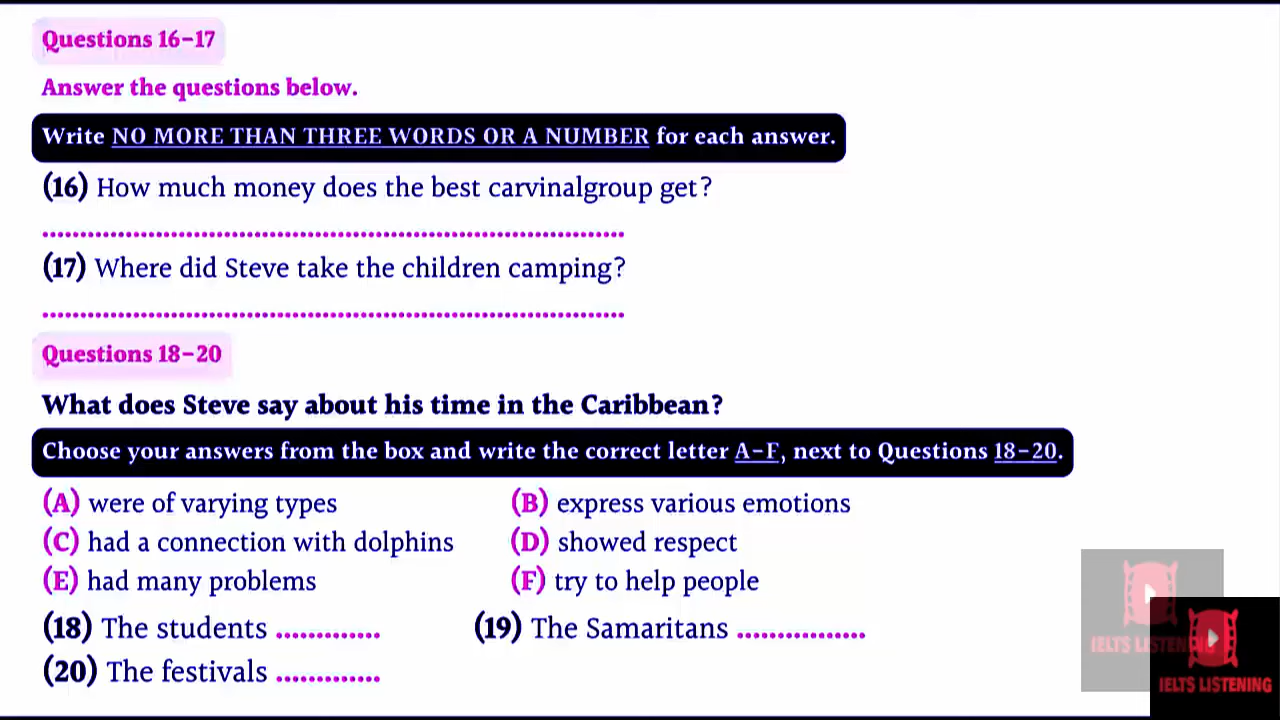 Questions 16–17
Answer the questions below.
Write NO MORE THAN THREE WORDS OR A NUMBER for each answer.
(16) How much money does the best carvinalgroup get?
..............................................................................
(17) Where did Steve take the children camping?
..............................................................................
Questions 18–20
What does Steve say about his time in the Caribbean?
Choose your answers from the box and write the correct letter A–F, next to Questions 18–20.
(A) were of varying types (B) express various emotions
(C) had a connection with dolphins (D) showed respect
(E) had many problems (F) try to help people
(18) The students .............. (19) The Samaritans .................
(20) The festivals ..............
IELTS LISTENING
IELTS LISTENING